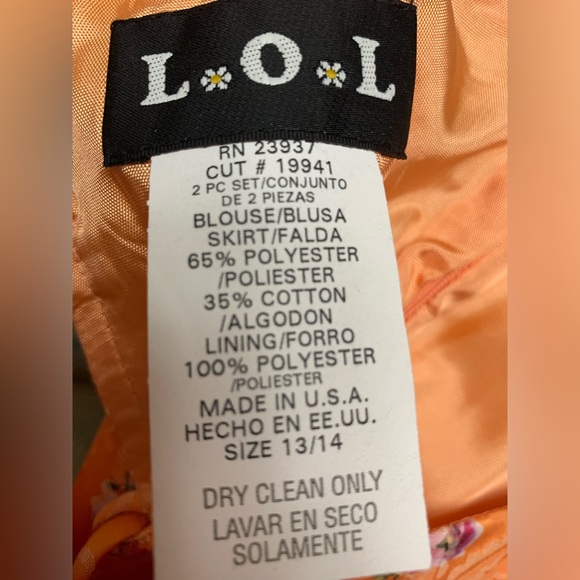 L.O.L
RN 23937
CUT # 19941
2 PC SET/CONJUNTO
DE 2 PIEZAS
BLOUSE/BLUSA
SKIRT/FALDA
65% POLYESTER
/POLIESTER
35% COTTON
/ALGODON
LINING/FORRO
100% POLYESTER
/POLIESTER
MADE IN U.S.A.
HECHO EN EE.UU.
SIZE 13/14
DRY CLEAN ONLY
LAVAR EN SECO
SOLAMENTE